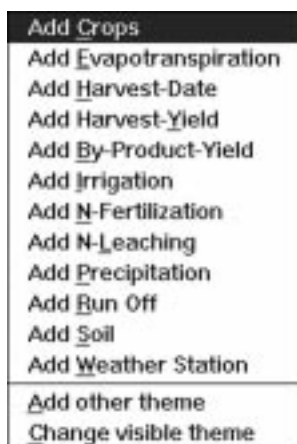 Add Crops
Add Evapotranspiration
Add Harvest-Date
Add Harvest-Yield
Add By-Product-Yield
Add Irrigation
Add N-Fertilization
Add N-Leaching
Add Precipitation
Add Run Off
Add Soil
Add Weather Station
Add other theme
Change visible theme